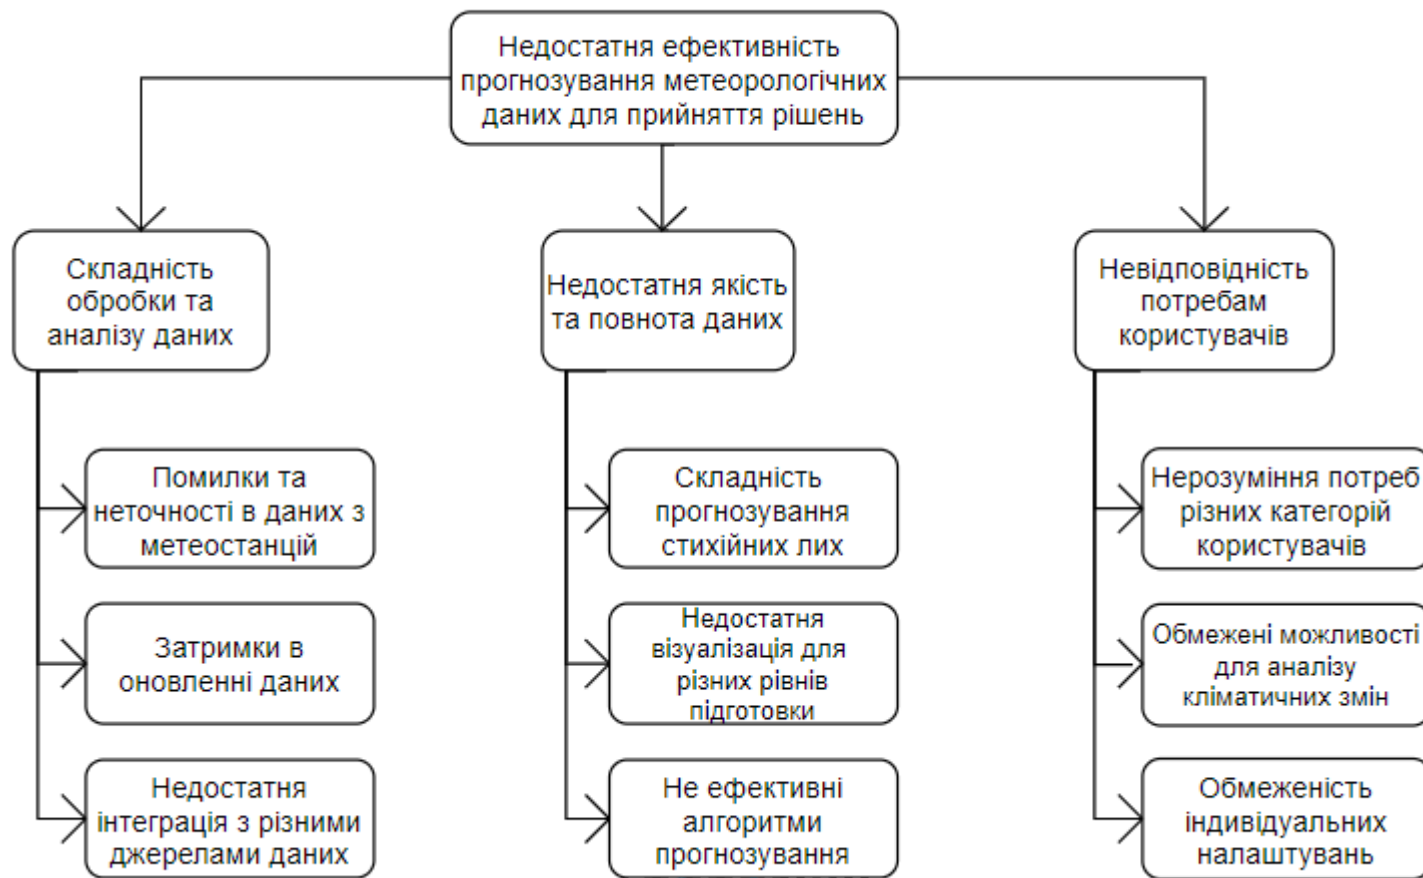 Недостатня ефективність
прогнозування метеорологічних
даних для прийняття рішень
Складність
обробки та
аналізу даних
Недостатня якість
та повнота даних
Невідповідність
потребам
користувачів
Помилки та
неточності в даних з
метеостанцій
Затримки в
оновленні даних
Недостатня
інтеграція з різними
джерелами даних
Складність
прогнозування
стихійних лих
Недостатня
візуалізація для
різних рівнів
підготовки
Не ефективні
алгоритми
прогнозування
Нерозуміння потреб
різних категорій
користувачів
Обмежені можливості
для аналізу
кліматичних змін
Обмеженість
індивідуальних
налаштувань